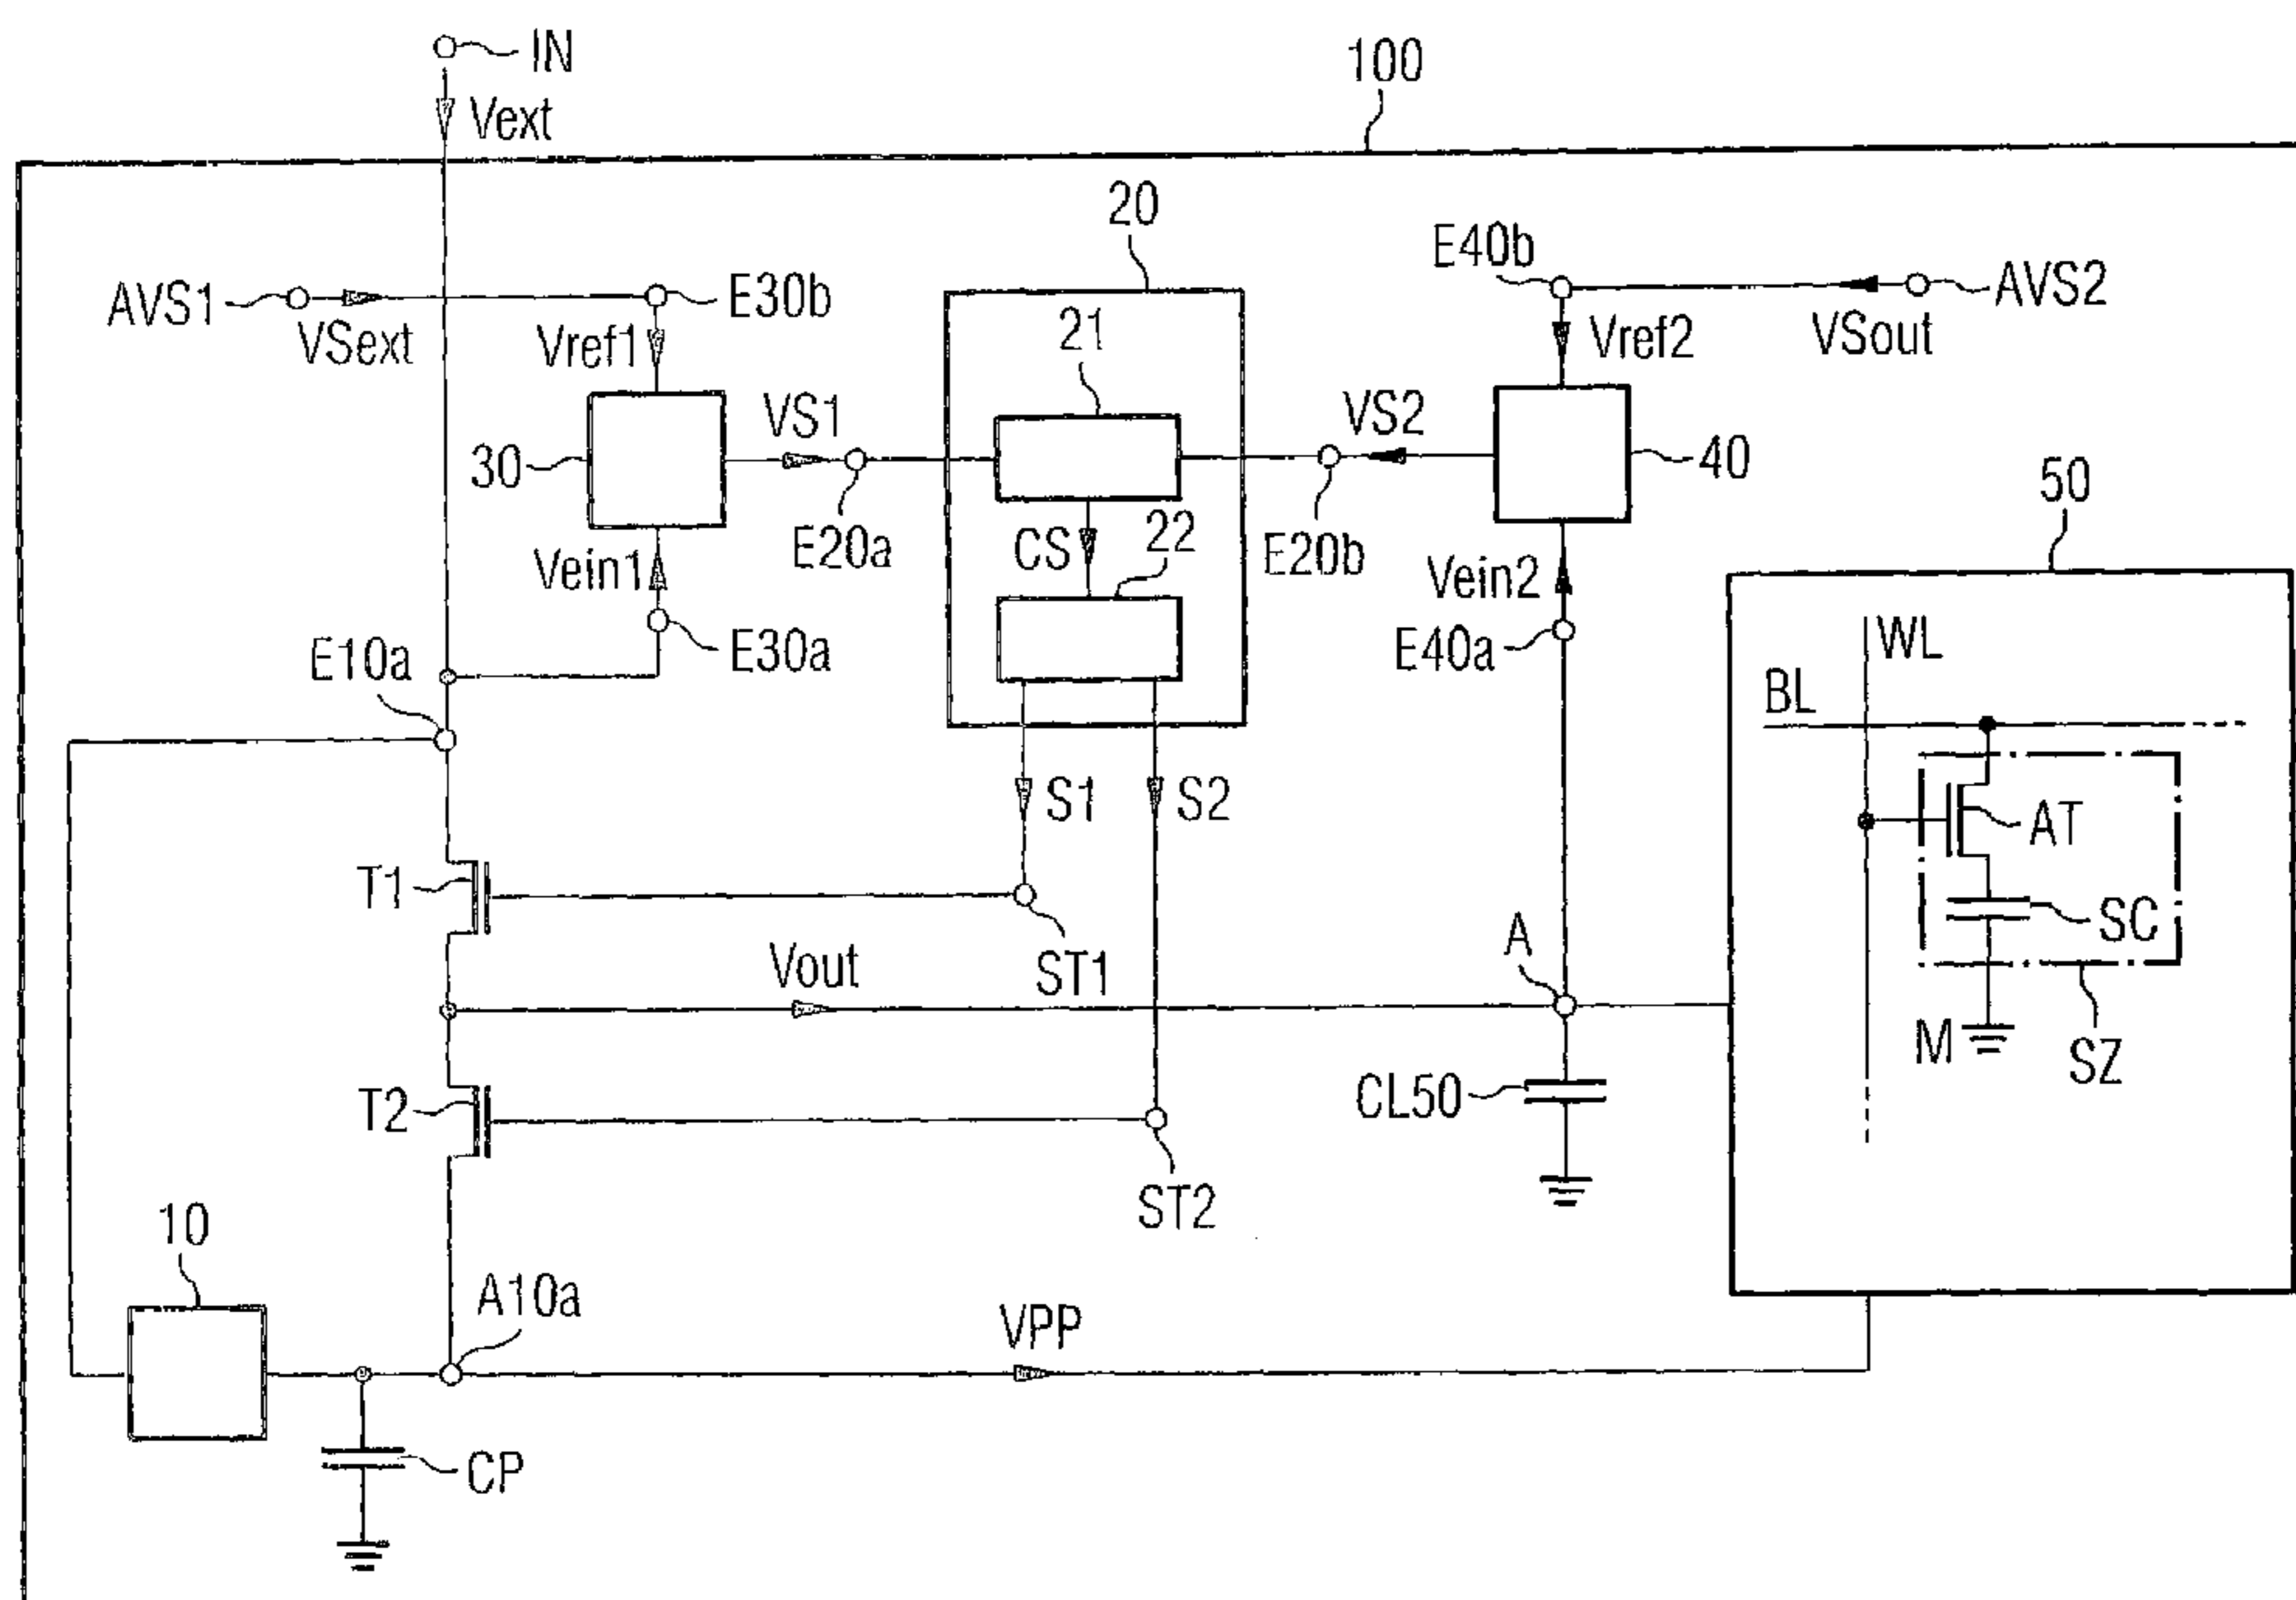 IN
Vext
100
20
E40b
AVS1
VSext
E30b
AVS2
VSout
Vref1
21
Vref2
VS1
VS2
30
40
E20a
CS
22
E20b
50
Vein1
Vein2
E10a
E30a
E40a
WL
BL
S1
S2
AT
T1
SC
A
Vout
ST1
M
SZ
T2
CL50
ST2
10
A10a
VPP
CP